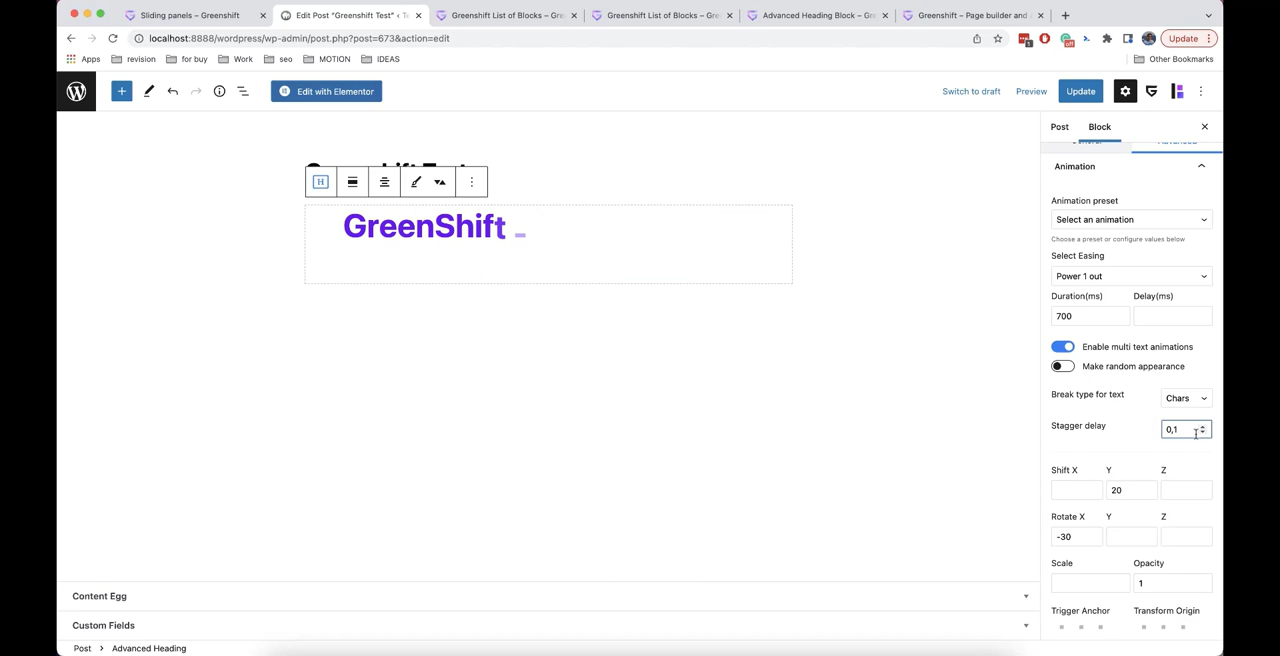 Sliding panels – Greenshift
Edit Post "Greenshift Test" ‹ Te
Greenshift List of Blocks – Gre
Greenshift List of Blocks – Gre
Advanced Heading Block – Gre
Greenshift – Page builder and
localhost:8888/wordpress/wp-admin/post.php?post=673&action=edit
Update
Apps
revision
for buy
Work
seo
MOTION
IDEAS
Other Bookmarks
Edit with Elementor
Switch to draft
Preview
Update
Post
Block
GreenShift
Animation
Animation preset
Select an animation
Choose a preset or configure values below
Select Easing
Power 1 out
Duration(ms)
Delay(ms)
700
Enable multi text animations
Make random appearance
Break type for text
Chars
Stagger delay
0,1
Shift X
Y
Z
20
Rotate X
Y
Z
-30
Scale
Opacity
1
Trigger Anchor
Transform Origin
Content Egg
Custom Fields
Post
Advanced Heading